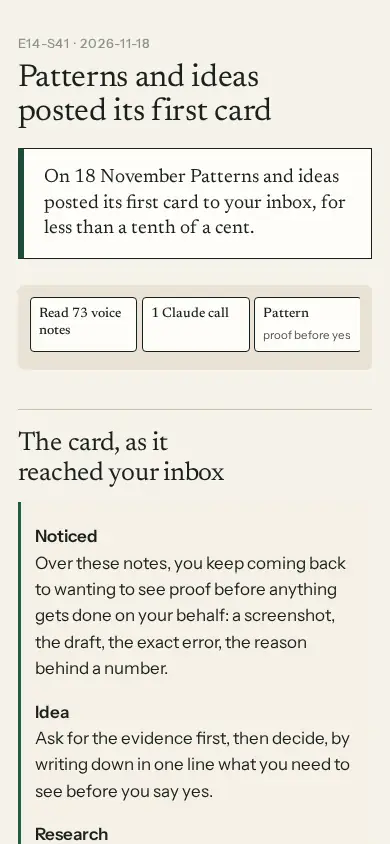 E14-S41 · 2026-11-18
Patterns and ideas
posted its first card
On 18 November Patterns and ideas
posted its first card to your inbox, for
less than a tenth of a cent.
Read 73 voice
notes
1 Claude call
Pattern
proof before yes
The card, as it
reached your inbox
Noticed
Over these notes, you keep coming back
to wanting to see proof before anything
gets done on your behalf: a screenshot,
the draft, the exact error, the reason
behind a number.
Idea
Ask for the evidence first, then decide, by
writing down in one line what you need to
see before you say yes.
Research